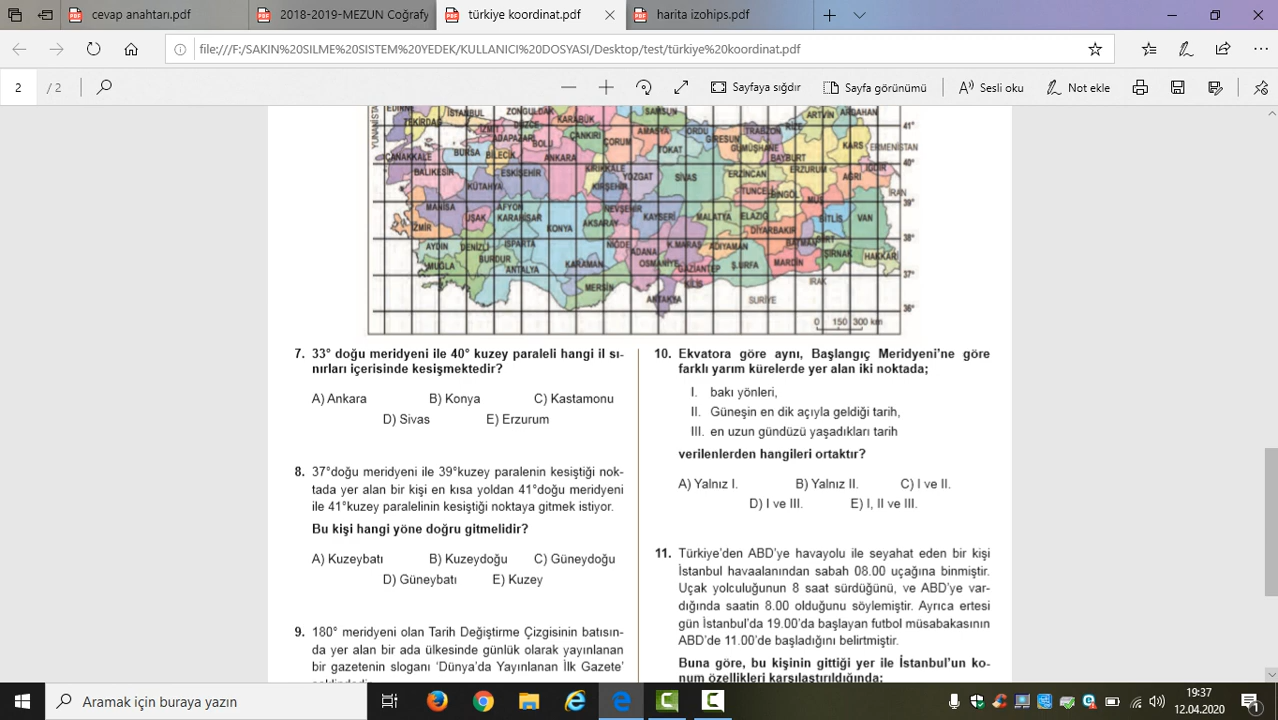 cevap anahtarı.pdf
2018-2019-1.DÖNE
PDF türkiye koordinat.pdf
izohipsler.pdf
file:///F:/SAKIN%20SILME%20SISTEM%20YEDEK/KULLANICI%20DOSYASI/Desktop/test/türkiye%20koordinat.pdf
2 / 2
Sayfaya sığdır
Sayfa görünümü
Sesli oku
Not ekle
EDİRNE İSTANBUL ZONGULDAK KARABÜK SAMSUN ARTVİN ARDAHAN
TEKİRDAĞ İZMİT DÜZCE ÇANKIRI AMASYA ORDU TRABZON RİZE 41°
YUNANİS
ADAPAZARI BOLU ÇORUM TOKAT GİRESUN GÜMÜŞHANE KARS ERMENİSTAN
ÇANAKKALE BURSA BİLECİK ANKARA BAYBURT 40°
BALIKESİR ESKİŞEHİR KIRIKKALE YOZGAT SİVAS ERZİNCAN ERZURUM AĞRI IĞDIR
KÜTAHYA KIRŞEHİR TUNCELİ BİNGÖL MUŞ İRAN
MANİSA AFYON NEVŞEHİR 39°
UŞAK KARAHİSAR AKSARAY KAYSERİ MALATYA ELAZIĞ BİTLİS VAN
İZMİR KONYA DİYARBAKIR
AYDIN DENİZLİ ISPARTA NİĞDE ADANA K.MARAŞ ADIYAMAN BATMAN SİİRT 38°
BURDUR KARAMAN OSMANİYE GAZİANTEP Ş.URFA MARDİN ŞIRNAK HAKKARİ
MUĞLA ANTALYA 37°
MERSİN KİLİS IRAK
ANTAKYA SURİYE 36°
0 150 300 km
7. 33° doğu meridyeni ile 40° kuzey paraleli hangi il sı-
nırları içerisinde kesişmektedir?
A) Ankara B) Konya C) Kastamonu
D) Sivas E) Erzurum
8. 37°doğu meridyeni ile 39°kuzey paralenin kesiştiği nok-
tada yer alan bir kişi en kısa yoldan 41°doğu meridyeni
ile 41°kuzey paralelinin kesiştiği noktaya gitmek istiyor.
Bu kişi hangi yöne doğru gitmelidir?
A) Kuzeybatı B) Kuzeydoğu C) Güneydoğu
D) Güneybatı E) Kuzey
9. 180° meridyeni olan Tarih Değiştirme Çizgisinin batısın-
da yer alan bir ada ülkesinde günlük olarak yayınlanan
bir gazetenin sloganı ‘Dünya’da Yayınlanan İlk Gazete’
10. Ekvatora göre aynı, Başlangıç Meridyeni’ne göre
farklı yarım kürelerde yer alan iki noktada;
I. bakı yönleri,
II. Güneşin en dik açıyla geldiği tarih,
III. en uzun gündüzü yaşadıkları tarih
verilenlerden hangileri ortaktır?
A) Yalnız I. B) Yalnız II. C) I ve II.
D) I ve III. E) I, II ve III.
11. Türkiye’den ABD’ye havayolu ile seyahat eden bir kişi
İstanbul havaalanından sabah 08.00 uçağına binmiştir.
Uçak yolculuğunun 8 saat sürdüğünü, ve ABD’ye var-
dığında saatin 8.00 olduğunu söylemiştir. Ayrıca ertesi
gün İstanbul’da 19.00’da başlayan futbol müsabakasının
ABD’de 11.00’de başladığını belirtmiştir.
Buna göre, bu kişinin gittiği yer ile İstanbul’un ko-
num özellikleri karşılaştırıldığında;
Aramak için buraya yazın
19:37
12.04.2020
1